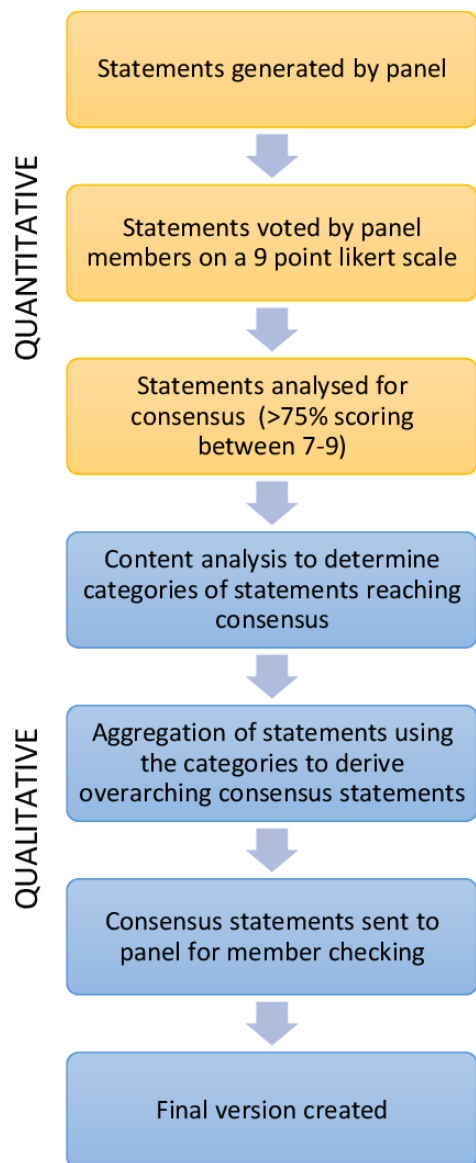 Statements generated by panel
QUANTITATIVE
Statements voted by panel
members on a 9 point likert scale
Statements analysed for
consensus  (>75% scoring
between 7-9)
Content analysis to determine
categories of statements reaching
consensus
Aggregation of statements using
the categories to derive
overarching consensus statements
QUALITATIVE
Consensus statements sent to
panel for member checking
Final version created